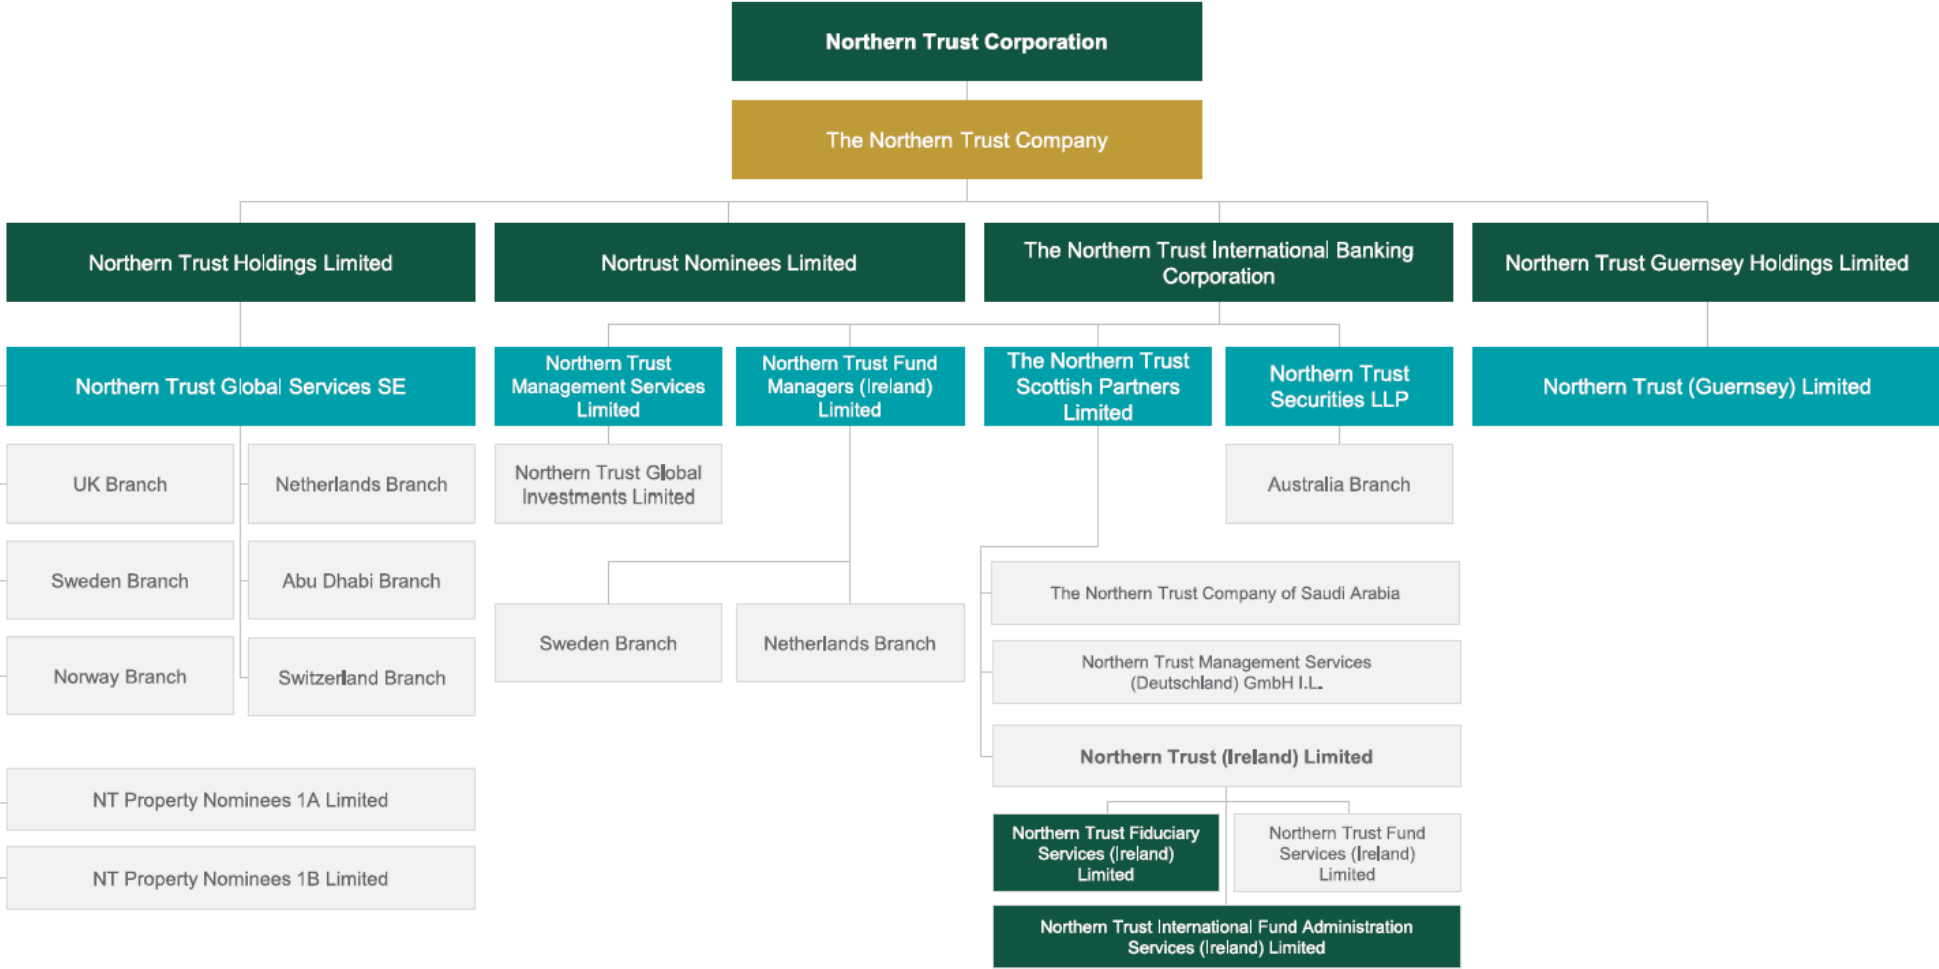 Northern Trust Corporation
The Northern Trust Company
Northern Trust Holdings Limited
Nortrust Nominees Limited
The Northern Trust International Banking
Corporation
Northern Trust Guernsey Holdings Limited
Northern Trust Global Services SE
Northern Trust
Management Services
Limited
Northern Trust Fund
Managers (Ireland)
Limited
The Northern Trust
Scottish Partners
Limited
Northern Trust
Securities LLP
Northern Trust (Guernsey) Limited
UK Branch
Netherlands Branch
Northern Trust Global
Investments Limited
Australia Branch
Sweden Branch
Abu Dhabi Branch
The Northern Trust Company of Saudi Arabia
Sweden Branch
Netherlands Branch
Norway Branch
Switzerland Branch
Northern Trust Management Services
(Deutschland) GmbH I.L.
Northern Trust (Ireland) Limited
NT Property Nominees 1A Limited
Northern Trust Fiduciary
Services (Ireland)
Limited
Northern Trust Fund
Services (Ireland)
Limited
NT Property Nominees 1B Limited
Northern Trust International Fund Administration
Services (Ireland) Limited